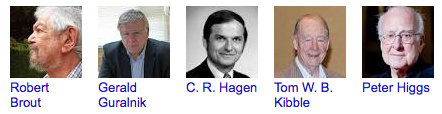 Robert Brout
Gerald Guralnik
C. R. Hagen
Tom W. B. Kibble
Peter Higgs